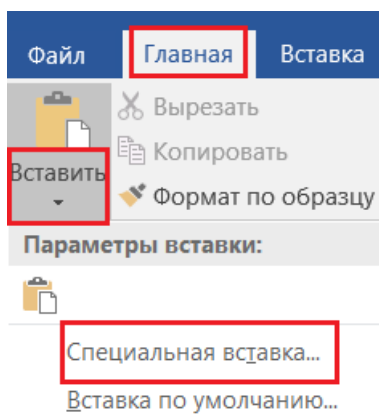 Файл Главная Вставка
Вырезать
Копировать
Вставить
Формат по образцу
Параметры вставки:
Специальная вставка...
Вставка по умолчанию...